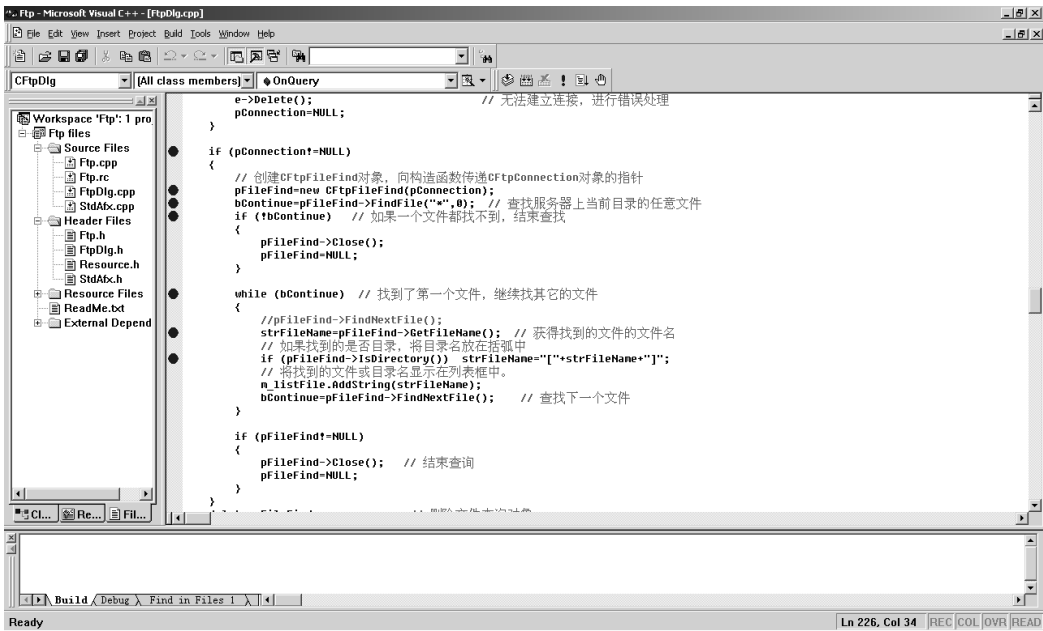 Ftp - Microsoft Visual C++ - [FtpDlg.cpp]
File Edit View Insert Project Build Tools Window Help
CFtpDlg [All class members] OnQuery
Workspace 'Ftp': 1 pro
Ftp files
Source Files
Ftp.cpp
Ftp.rc
FtpDlg.cpp
StdAfx.cpp
Header Files
Ftp.h
FtpDlg.h
Resource.h
StdAfx.h
Resource Files
ReadMe.txt
External Depend
Cl... Re... Fil...
e->Delete(); // 无法建立连接，进行错误处理
pConnection=NULL;
}
if (pConnection!=NULL)
{
// 创建CFtpFileFind对象，向构造函数传递CFtpConnection对象的指针
pFileFind=new CFtpFileFind(pConnection);
bContinue=pFileFind->FindFile("*",0); // 查找服务器上当前目录的任意文件
if (!bContinue) // 如果一个文件都找不到，结束查找
{
pFileFind->Close();
pFileFind=NULL;
}
while (bContinue) // 找到了第一个文件，继续找其它的文件
{
//pFileFind->FindNextFile();
strFileName=pFileFind->GetFileName(); // 获得找到的文件的文件名
// 如果找到的是否目录，将目录名放在括弧中
if (pFileFind->IsDirectory()) strFileName="["+strFileName+"]";
// 将找到的文件或目录名显示在列表框中。
m_listFile.AddString(strFileName);
bContinue=pFileFind->FindNextFile(); // 查找下一个文件
}
if (pFileFind!=NULL)
{
pFileFind->Close(); // 结束查询
pFileFind=NULL;
}
}
Build Debug Find in Files 1
Ready Ln 226, Col 34 REC COL OVR READ